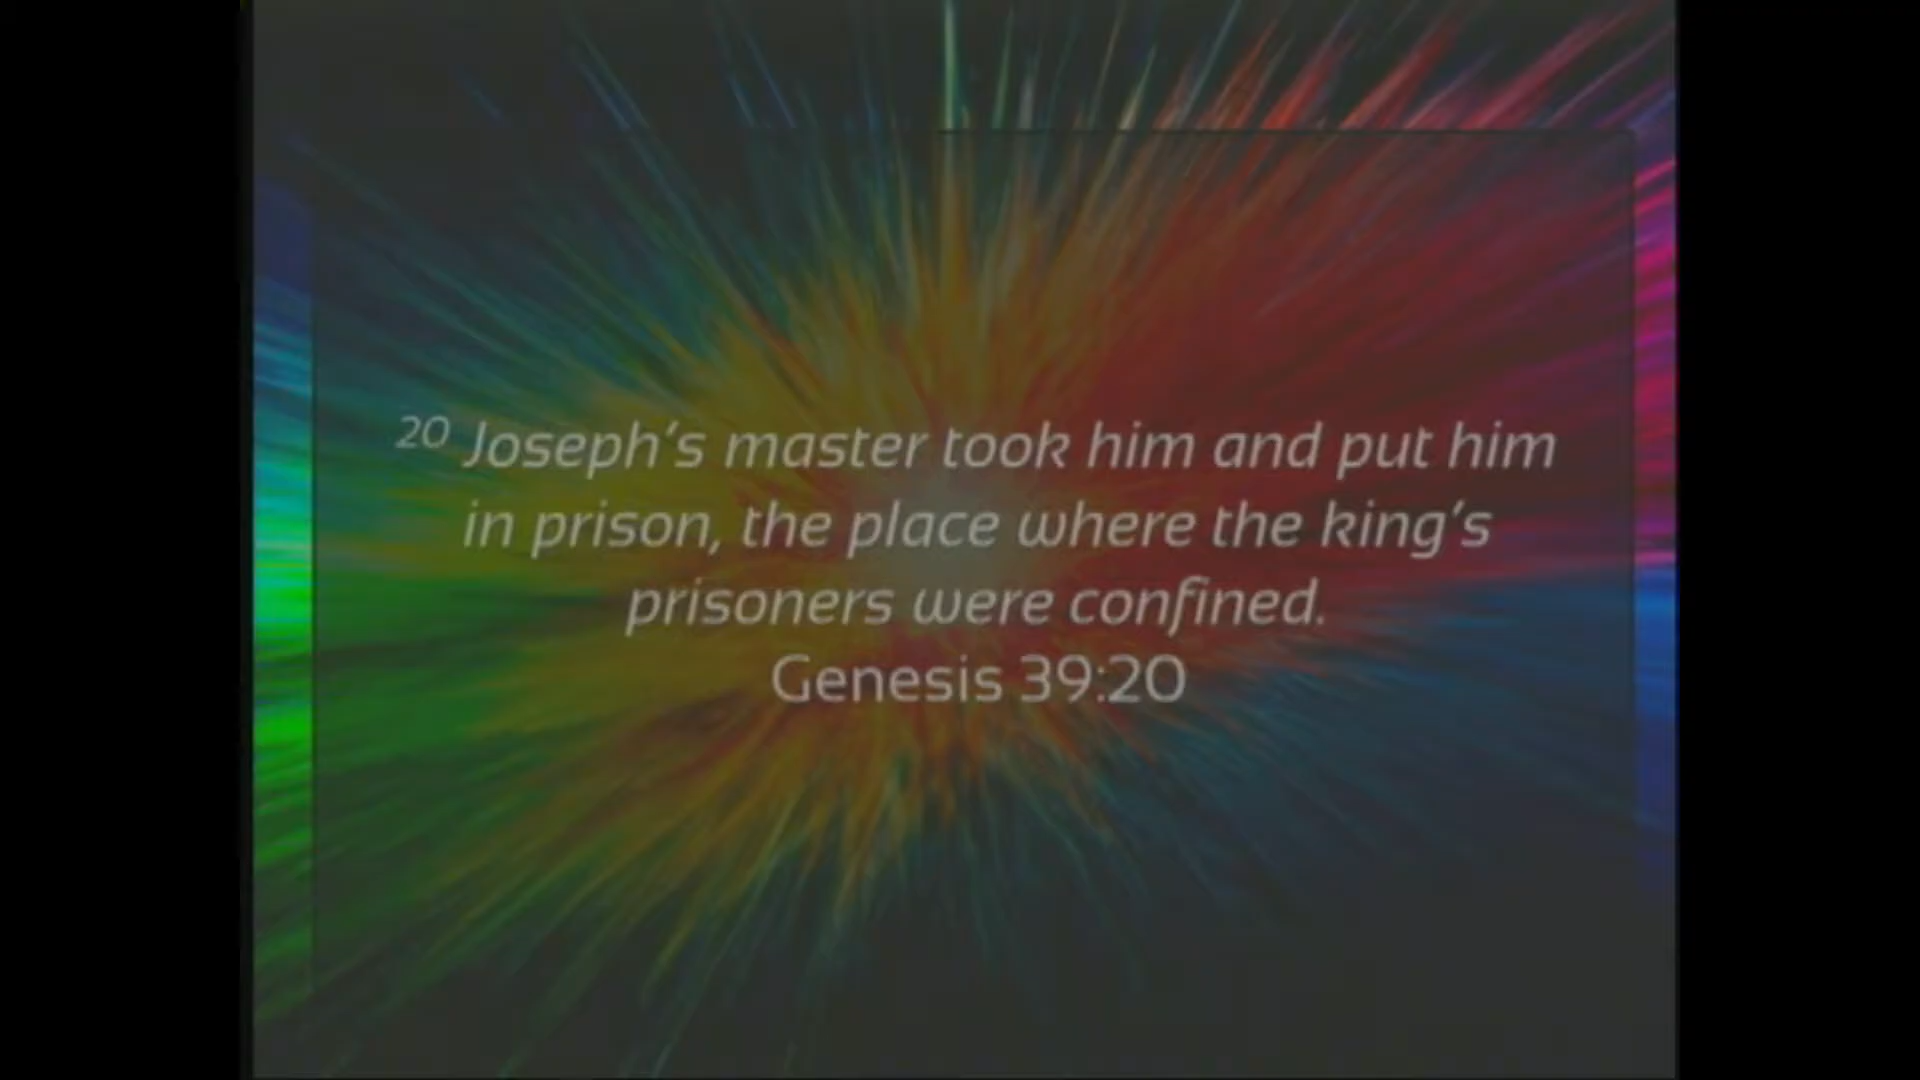 20 Joseph’s master took him and put him
in prison, the place where the king’s
prisoners were confined.
Genesis 39:20